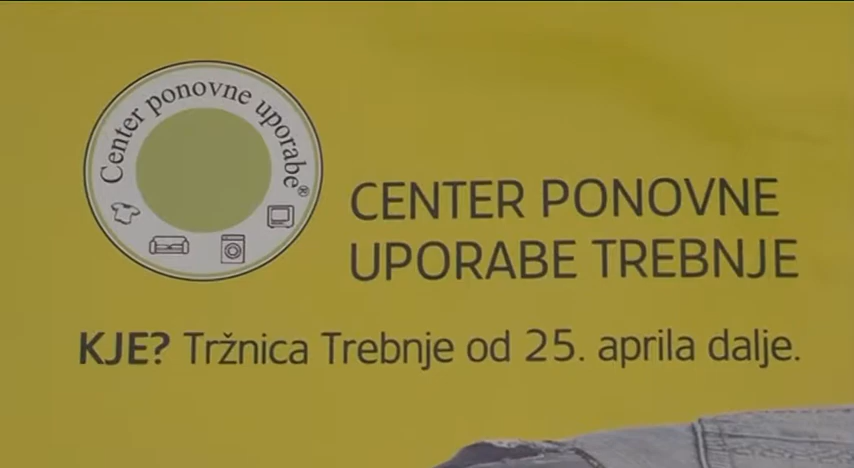 Center ponovne uporabe®
CENTER PONOVNE
UPORABE TREBNJE
KJE? Tržnica Trebnje od 25. aprila dalje.